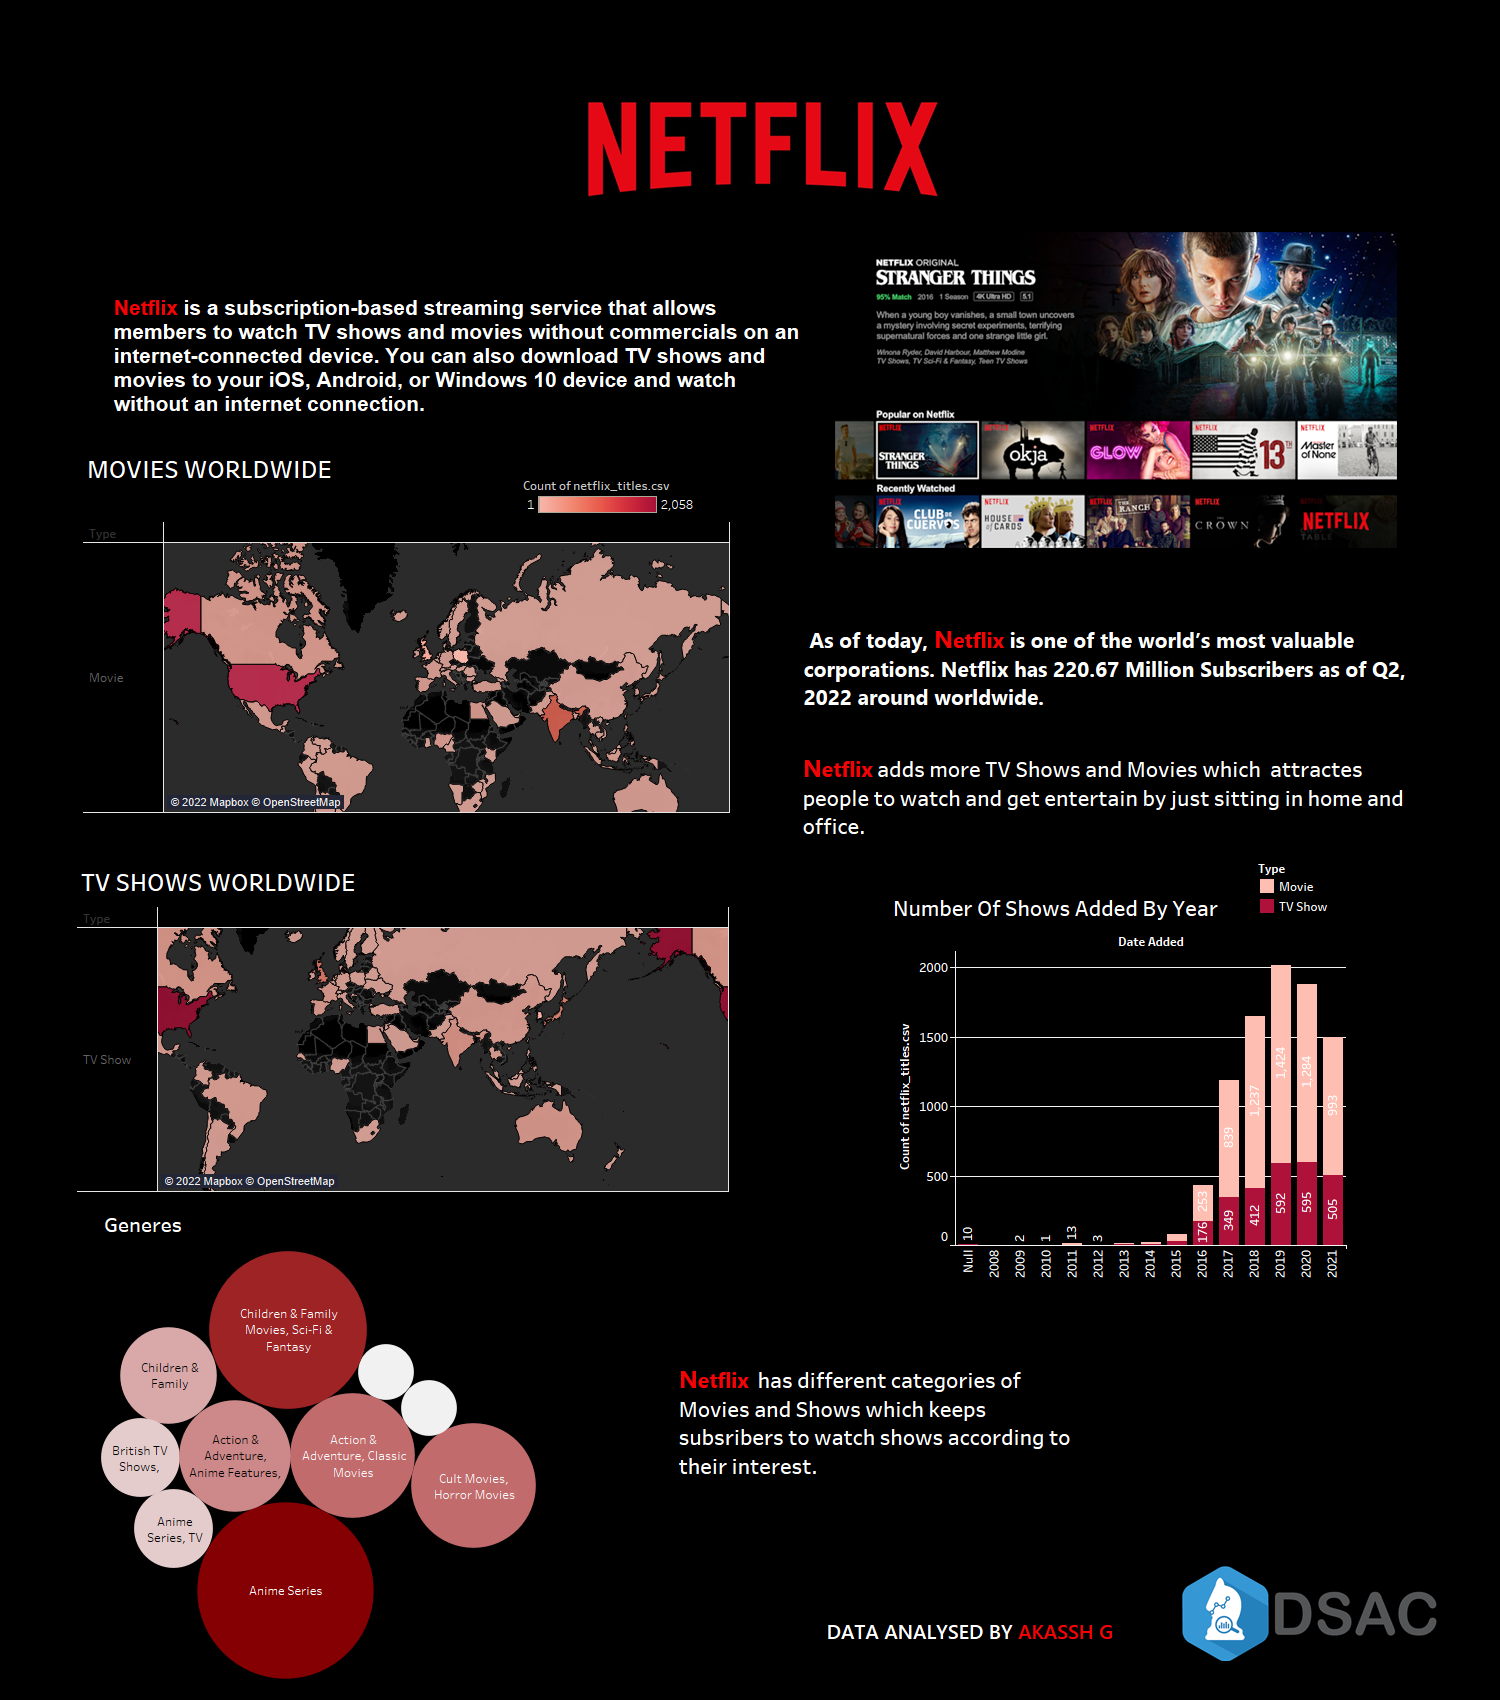 NETFLIX
Netflix is a subscription-based streaming service that allows
members to watch TV shows and movies without commercials on an
internet-connected device. You can also download TV shows and
movies to your iOS, Android, or Windows 10 device and watch
without an internet connection.
NETFLIX ORIGINAL
STRANGER THINGS
95% Match 2016 1 Season 4K Ultra HD 5.1
When a young boy vanishes, a small town uncovers
a mystery involving secret experiments, terrifying
supernatural forces and one strange little girl.
Winona Ryder, David Harbour, Matthew Modine
TV Shows, TV Sci-Fi & Fantasy, Teen TV Shows
Popular on Netflix
NETFLIX
STRANGER
THINGS
okja
NETFLIX
GLOW
NETFLIX
13TH
NETFLIX
Master
of None
Recently Watched
NETFLIX
CLUB DE
CUERVOS
NETFLIX
HOUSE
of CARDS
NETFLIX
THE RANCH
NETFLIX
THE
CROWN
NETFLIX
TABLE
MOVIES WORLDWIDE
Count of netflix_titles.csv
1 2,058
Type
Movie
© 2022 Mapbox © OpenStreetMap
As of today, Netflix is one of the world’s most valuable
corporations. Netflix has 220.67 Million Subscribers as of Q2,
2022 around worldwide.
Netflix adds more TV Shows and Movies which attractes
people to watch and get entertain by just sitting in home and
office.
TV SHOWS WORLDWIDE
Type
TV Show
© 2022 Mapbox © OpenStreetMap
Type
Movie
TV Show
Number Of Shows Added By Year
Date Added
Count of netflix_titles.csv
2000
1500
1000
500
0
10
2
1
13
3
253
176
839
349
1,237
412
1,424
592
1,284
595
993
505
Null 2008 2009 2010 2011 2012 2013 2014 2015 2016 2017 2018 2019 2020 2021
Generes
Children & Family
Movies, Sci-Fi &
Fantasy
Children &
Family
British TV
Shows,
Action &
Adventure,
Anime Features,
Action &
Adventure, Classic
Movies
Cult Movies,
Horror Movies
Anime
Series, TV
Anime Series
Netflix has different categories of
Movies and Shows which keeps
subsribers to watch shows according to
their interest.
DATA ANALYSED BY AKASSH G
DSAC